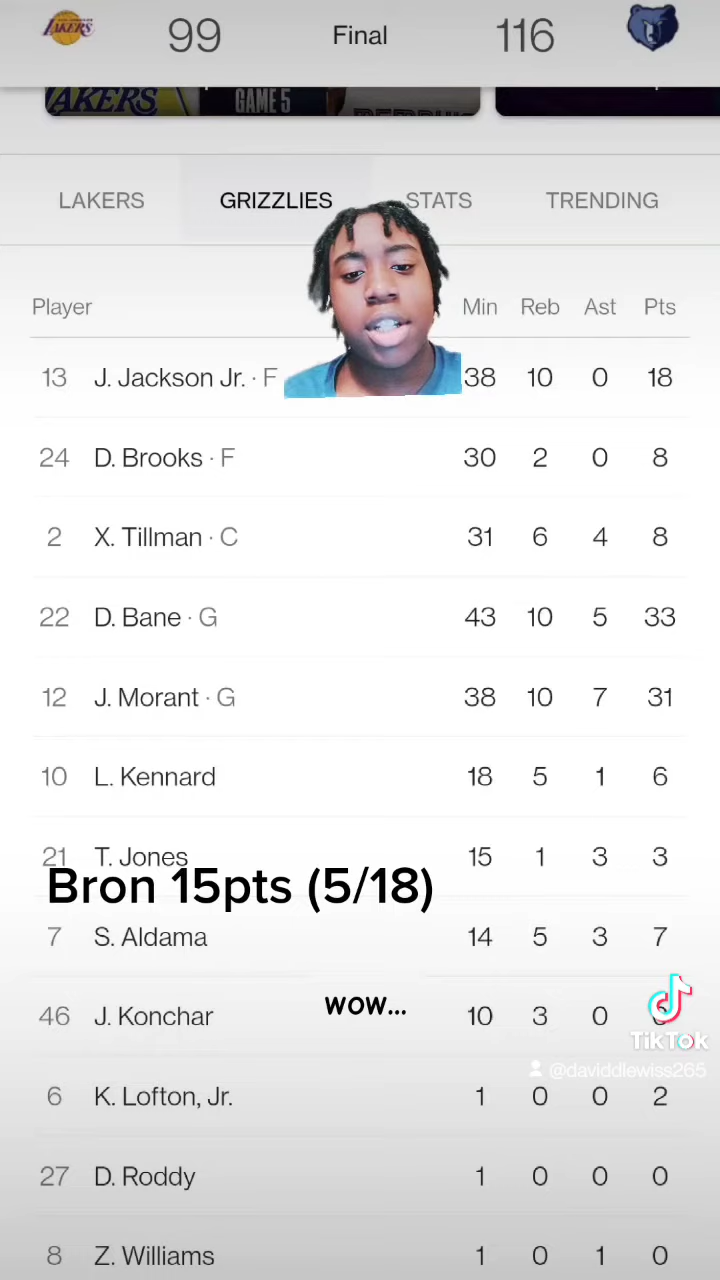 LAKERS 99 Final 116
LAKERS GAME 5
LAKERS GRIZZLIES STATS TRENDING
Player Min Reb Ast Pts
13 J. Jackson Jr. · F 38 10 0 18
24 D. Brooks · F 30 2 0 8
2 X. Tillman · C 31 6 4 8
22 D. Bane · G 43 10 5 33
12 J. Morant · G 38 10 7 31
10 L. Kennard 18 5 1 6
21 T. Jones 15 1 3 3
Bron 15pts (5/18)
7 S. Aldama 14 5 3 7
WOW...
46 J. Konchar 10 3 0
TikTok
@daviddlewiss265
6 K. Lofton, Jr. 1 0 0 2
27 D. Roddy 1 0 0 0
8 Z. Williams 1 0 1 0